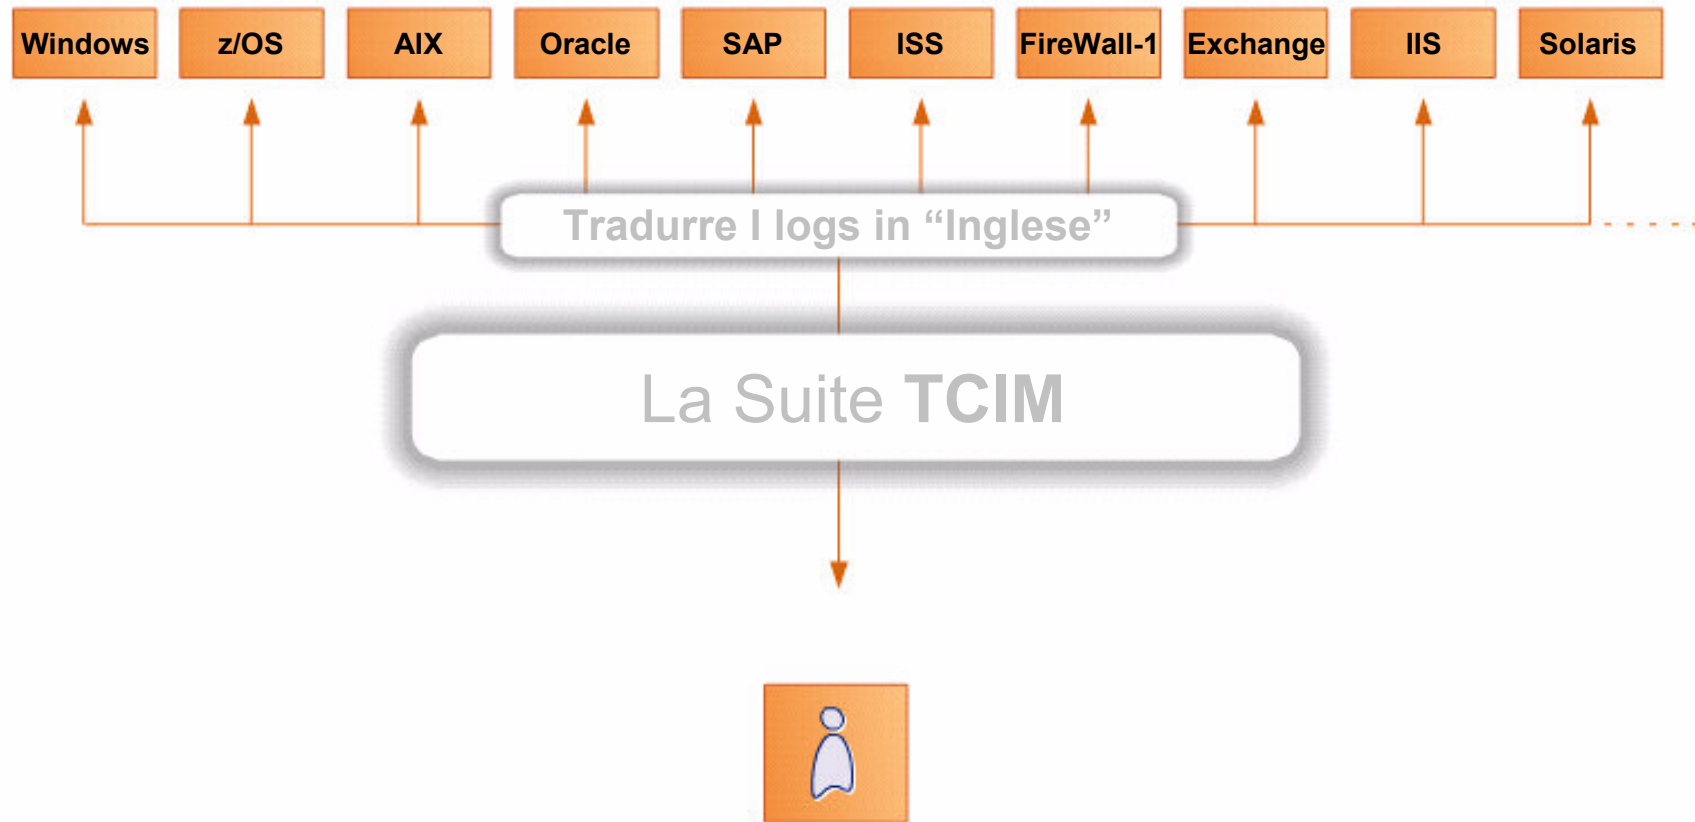 Windows
z/OS
AIX
Oracle
SAP
ISS
FireWall-1
Exchange
IIS
Solaris
Tradurre I logs in “Inglese”
La Suite TCIM